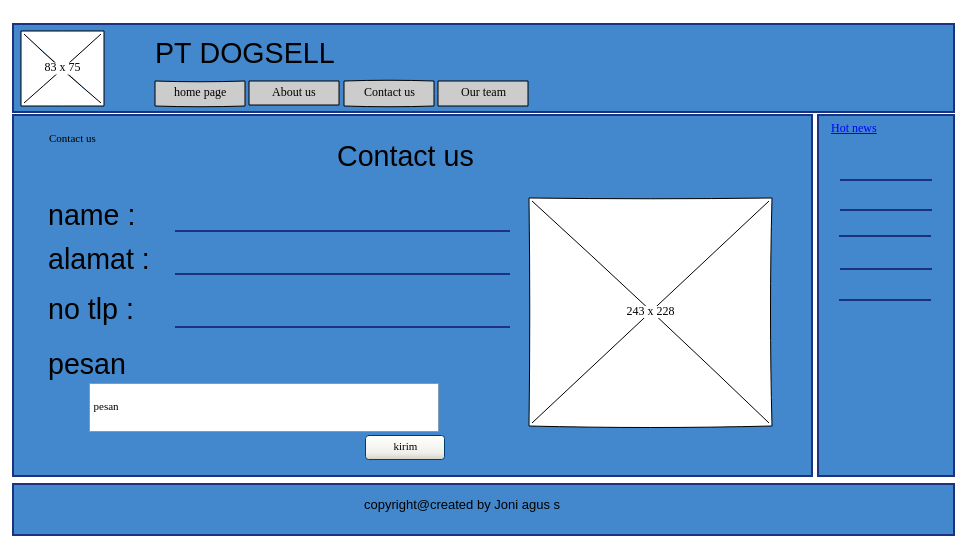 83 x 75
PT DOGSELL
home page
About us
Contact us
Our team
Contact us
Contact us
name :
alamat :
no tlp :
pesan
pesan
kirim
243 x 228
Hot news
copyright@created by Joni agus s